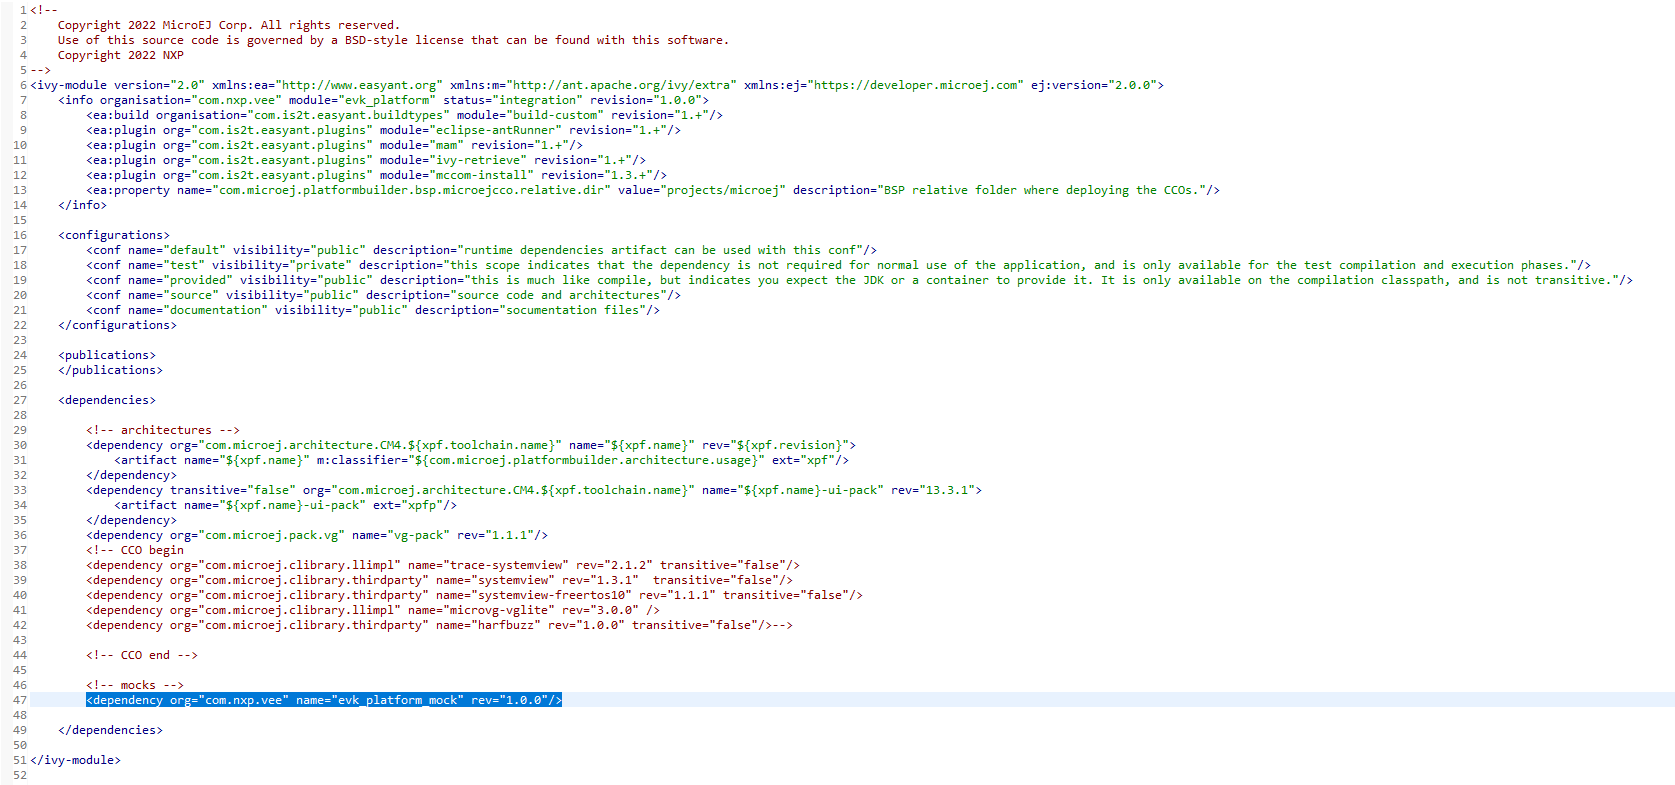 1 <!--
2     Copyright 2022 MicroEJ Corp. All rights reserved.
3     Use of this source code is governed by a BSD-style license that can be found with this software.
4     Copyright 2022 NXP
5 -->
6 <ivy-module version="2.0" xmlns:ea="http://www.easyant.org" xmlns:m="http://ant.apache.org/ivy/extra" xmlns:ej="https://developer.microej.com" ej:version="2.0.0">
7     <info organisation="com.nxp.vee" module="evk_platform" status="integration" revision="1.0.0">
8         <ea:build organisation="com.is2t.easyant.buildtypes" module="build-custom" revision="1.+"/>
9         <ea:plugin org="com.is2t.easyant.plugins" module="eclipse-antRunner" revision="1.+"/>
10         <ea:plugin org="com.is2t.easyant.plugins" module="mam" revision="1.+"/>
11         <ea:plugin org="com.is2t.easyant.plugins" module="ivy-retrieve" revision="1.+"/>
12         <ea:plugin org="com.is2t.easyant.plugins" module="mccom-install" revision="1.3.+"/>
13         <ea:property name="com.microej.platformbuilder.bsp.microejcco.relative.dir" value="projects/microej" description="BSP relative folder where deploying the CCOs."/>
14     </info>
15
16     <configurations>
17         <conf name="default" visibility="public" description="runtime dependencies artifact can be used with this conf"/>
18         <conf name="test" visibility="private" description="this scope indicates that the dependency is not required for normal use of the application, and is only available for the test compilation and execution phases."/>
19         <conf name="provided" visibility="public" description="this is much like compile, but indicates you expect the JDK or a container to provide it. It is only available on the compilation classpath, and is not transitive."/>
20         <conf name="source" visibility="public" description="source code and architectures"/>
21         <conf name="documentation" visibility="public" description="socumentation files"/>
22     </configurations>
23
24     <publications>
25     </publications>
26
27     <dependencies>
28
29         <!-- architectures -->
30         <dependency org="com.microej.architecture.CM4.${xpf.toolchain.name}" name="${xpf.name}" rev="${xpf.revision}">
31             <artifact name="${xpf.name}" m:classifier="${com.microej.platformbuilder.architecture.usage}" ext="xpf"/>
32         </dependency>
33         <dependency transitive="false" org="com.microej.architecture.CM4.${xpf.toolchain.name}" name="${xpf.name}-ui-pack" rev="13.3.1">
34             <artifact name="${xpf.name}-ui-pack" ext="xpfp"/>
35         </dependency>
36         <dependency org="com.microej.pack.vg" name="vg-pack" rev="1.1.1"/>
37         <!-- CCO begin
38         <dependency org="com.microej.clibrary.llimpl" name="trace-systemview" rev="2.1.2" transitive="false"/>
39         <dependency org="com.microej.clibrary.thirdparty" name="systemview" rev="1.3.1"  transitive="false"/>
40         <dependency org="com.microej.clibrary.thirdparty" name="systemview-freertos10" rev="1.1.1" transitive="false"/>
41         <dependency org="com.microej.clibrary.llimpl" name="microvg-vglite" rev="3.0.0" />
42         <dependency org="com.microej.clibrary.thirdparty" name="harfbuzz" rev="1.0.0" transitive="false"/>-->
43
44         <!-- CCO end -->
45
46         <!-- mocks -->
47         <dependency org="com.nxp.vee" name="evk_platform_mock" rev="1.0.0"/>
48
49     </dependencies>
50
51 </ivy-module>
52